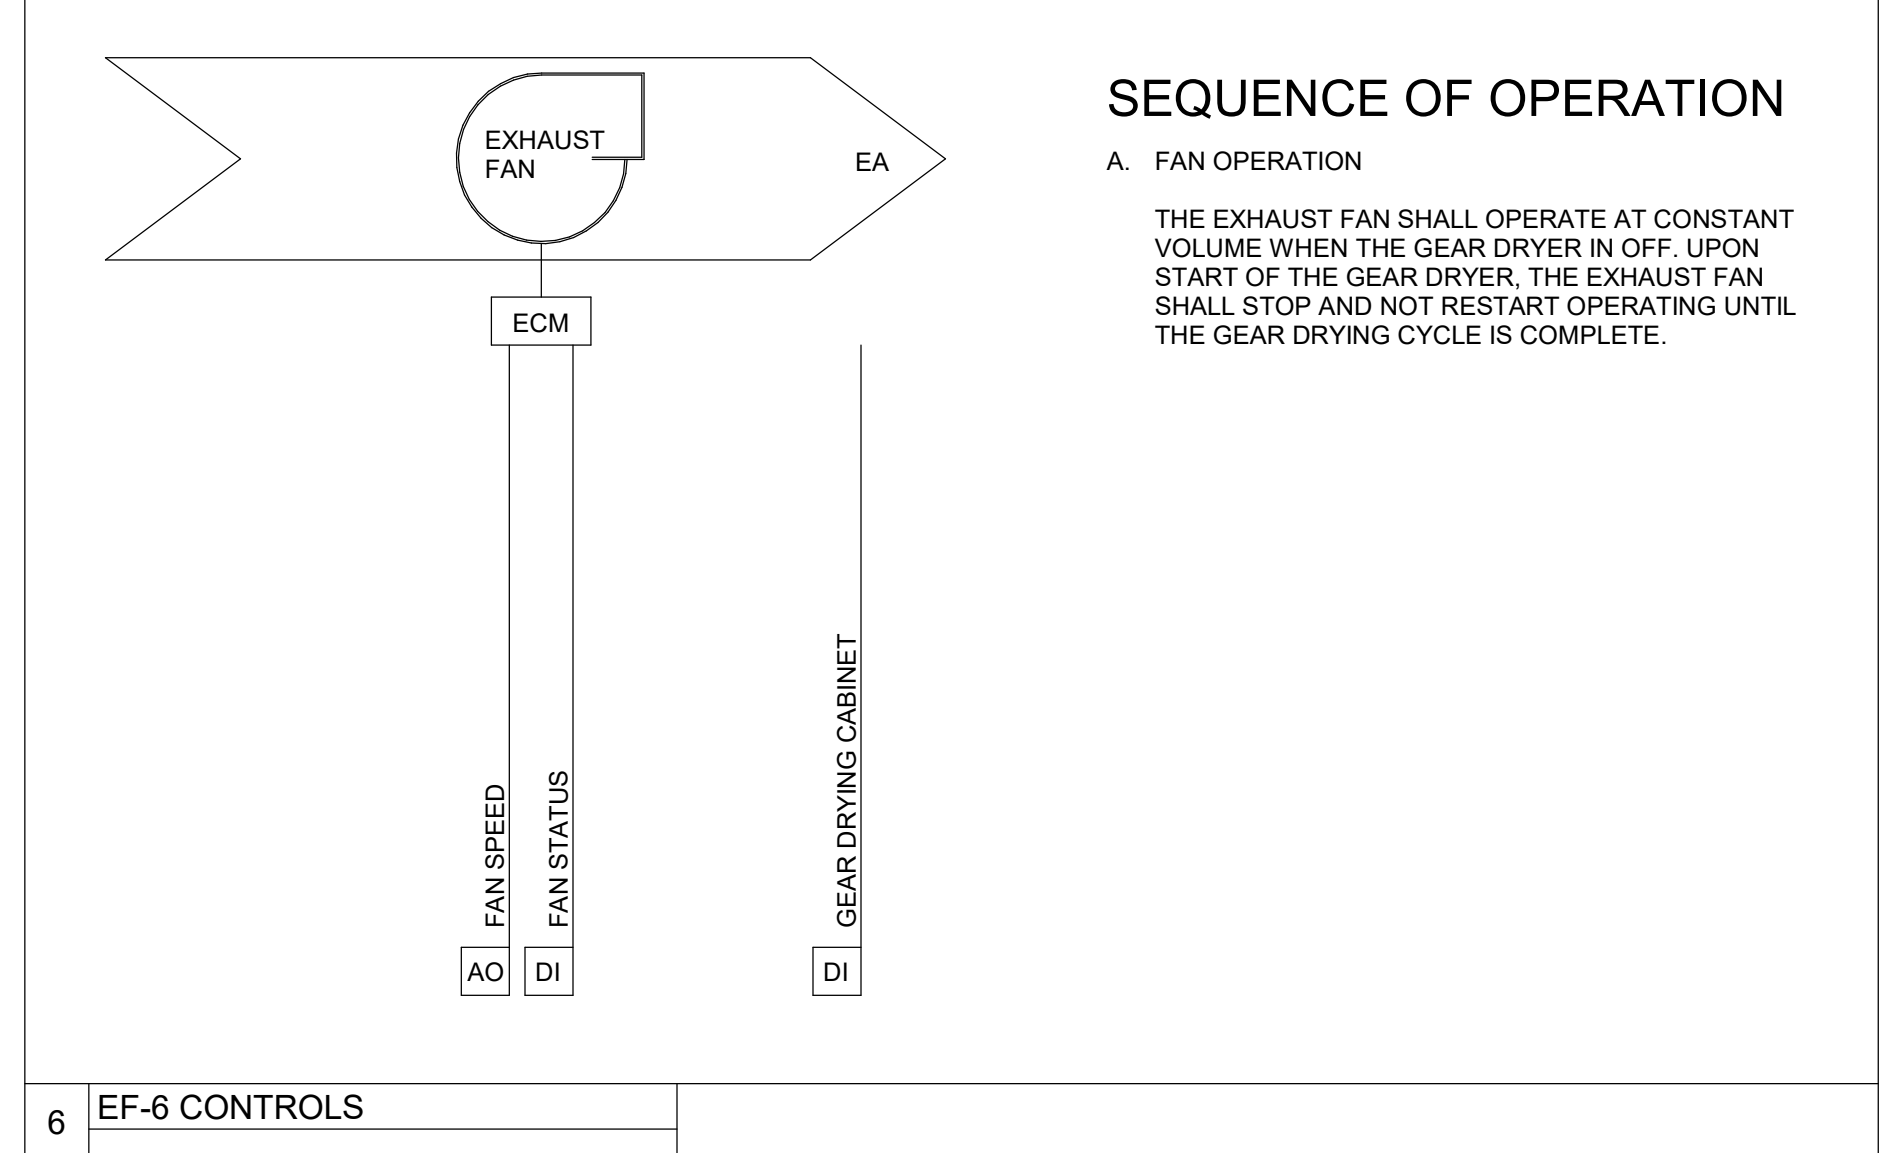 EXHAUST
FAN
EA
ECM
FAN SPEED
FAN STATUS
GEAR DRYING CABINET
AO
DI
DI
SEQUENCE OF OPERATION
A. FAN OPERATION
THE EXHAUST FAN SHALL OPERATE AT CONSTANT
VOLUME WHEN THE GEAR DRYER IN OFF. UPON
START OF THE GEAR DRYER, THE EXHAUST FAN
SHALL STOP AND NOT RESTART OPERATING UNTIL
THE GEAR DRYING CYCLE IS COMPLETE.
6
EF-6 CONTROLS